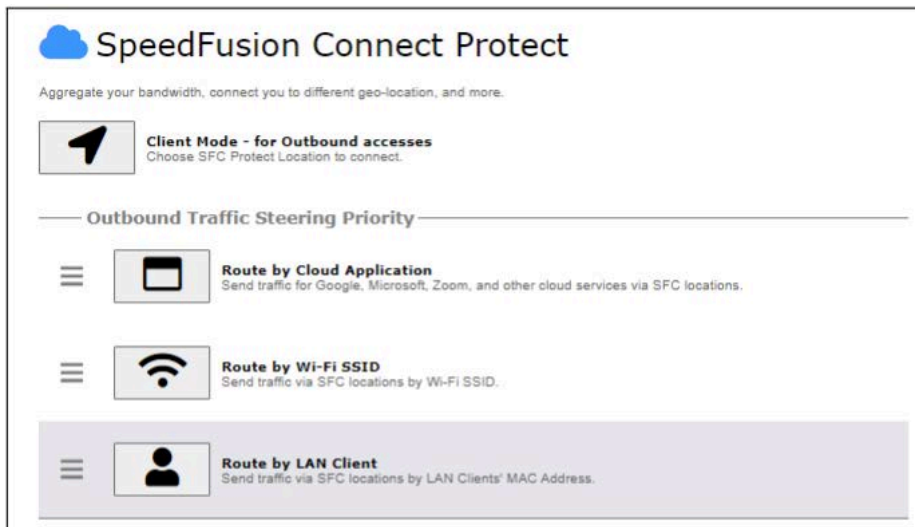 SpeedFusion Connect Protect
Aggregate your bandwidth, connect you to different geo-location, and more.
Client Mode - for Outbound accesses
Choose SFC Protect Location to connect.
Outbound Traffic Steering Priority
Route by Cloud Application
Send traffic for Google, Microsoft, Zoom, and other cloud services via SFC locations.
Route by Wi-Fi SSID
Send traffic via SFC locations by Wi-Fi SSID.
Route by LAN Client
Send traffic via SFC locations by LAN Clients' MAC Address.